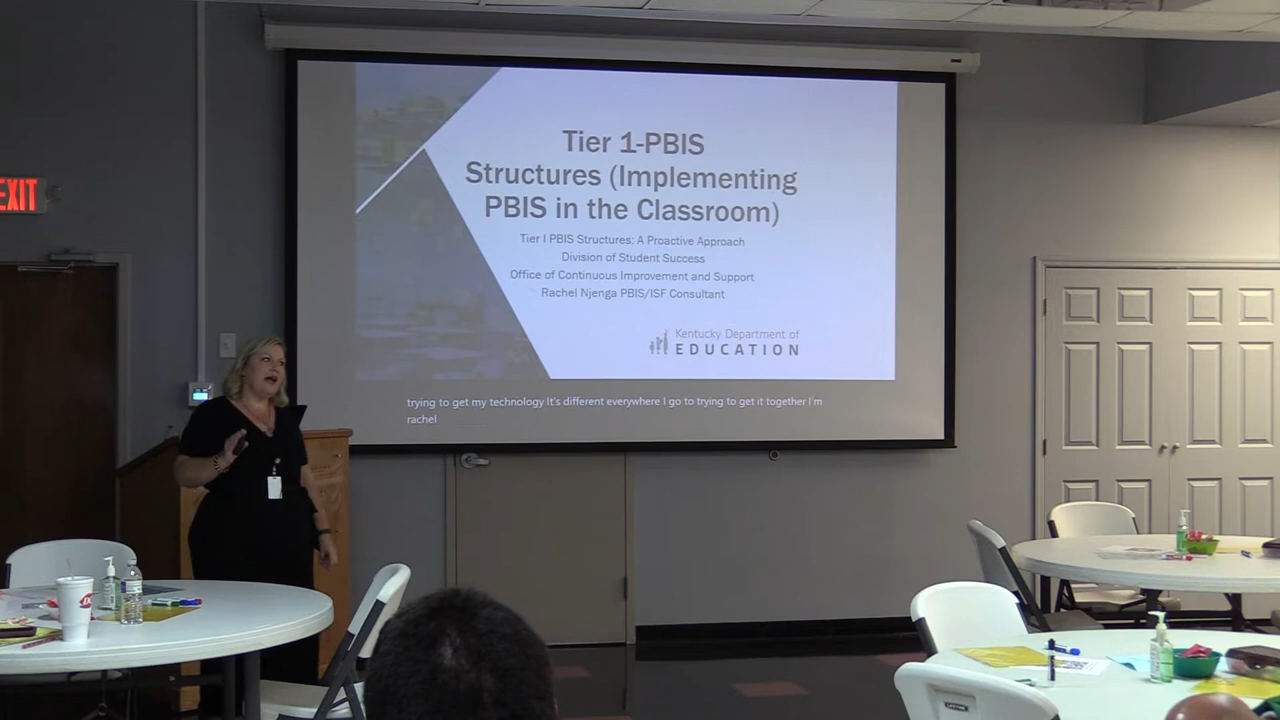 EXIT
Tier 1-PBIS
Structures (Implementing
PBIS in the Classroom)
Tier I PBIS Structures: A Proactive Approach
Division of Student Success
Office of Continuous Improvement and Support
Rachel Njenga PBIS/ISF Consultant
Kentucky Department of
EDUCATION
trying to get my technology It's different everywhere I go to trying to get it together I'm
rachel
LIFETIME